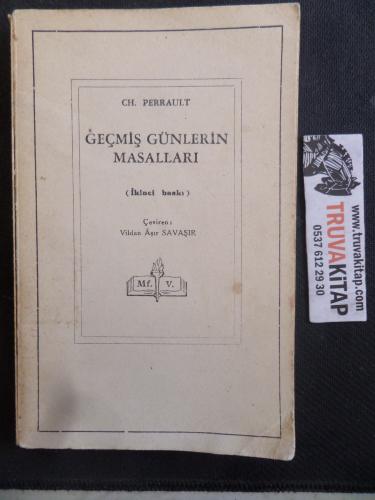 CH. PERRAULT
GEÇMİŞ GÜNLERİN
MASALLARI
(İkinci baskı)
Çeviren:
Vildan Âşır SAVAŞIR
Mf. V.
www.truvakitap.com
TRUVAKİTAP
0537 612 29 30